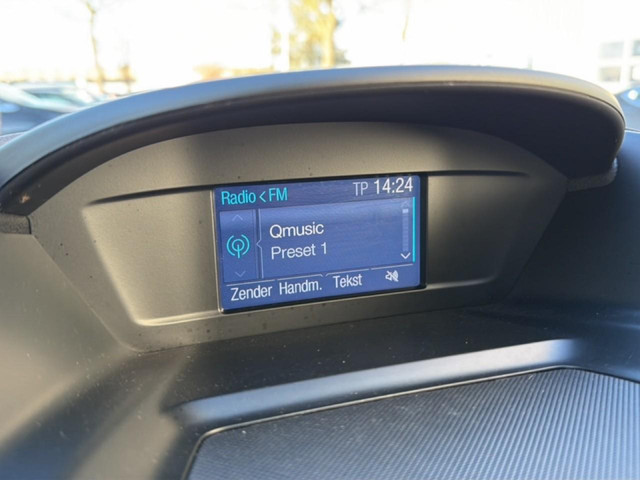 Radio < FM TP 14:24
Qmusic
Preset 1
Zender Handm. Tekst